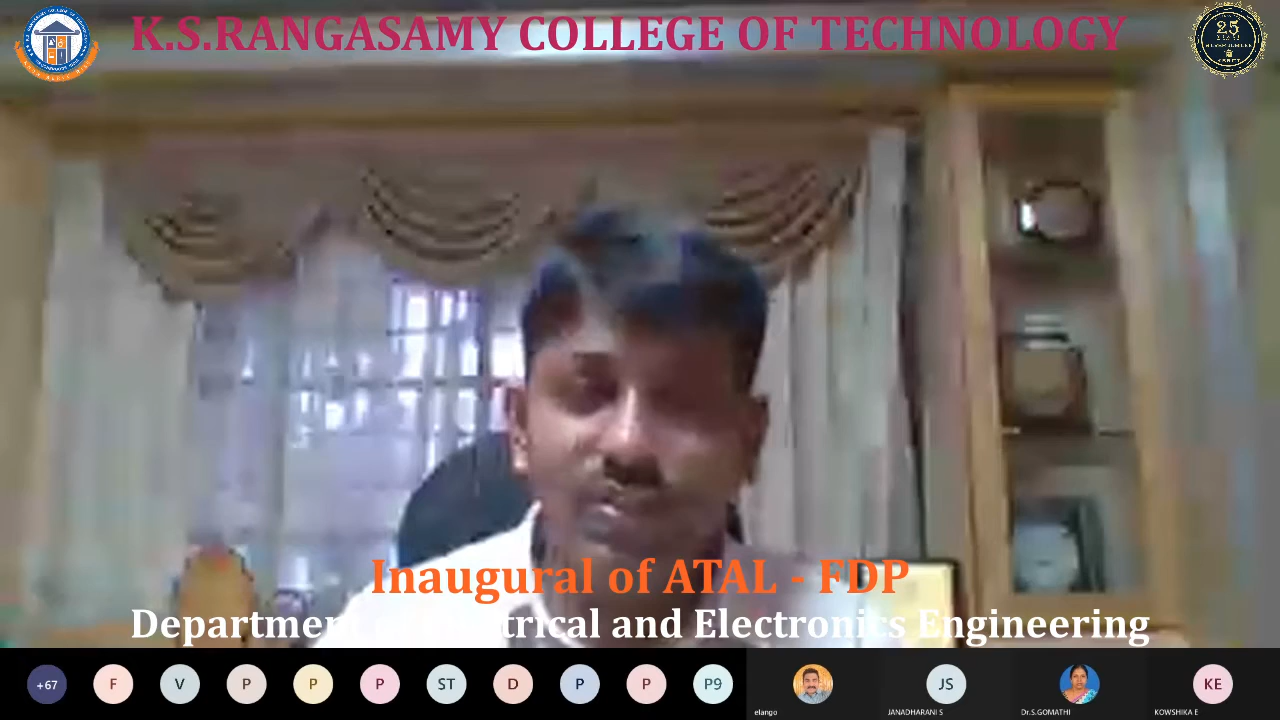 K.S.RANGASAMY COLLEGE OF TECHNOLOGY
25
Inaugural of ATAL - FDP
Department of Electrical and Electronics Engineering
+67 F V P P P ST D P P P9 JS KE
elango JANADHARANI S Dr.S.GOMATHI KOWSHIKA E